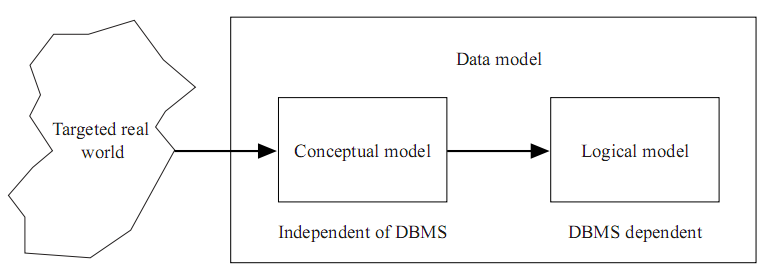 Data model
Targeted real
world
Conceptual model
Logical model
Independent of DBMS
DBMS dependent